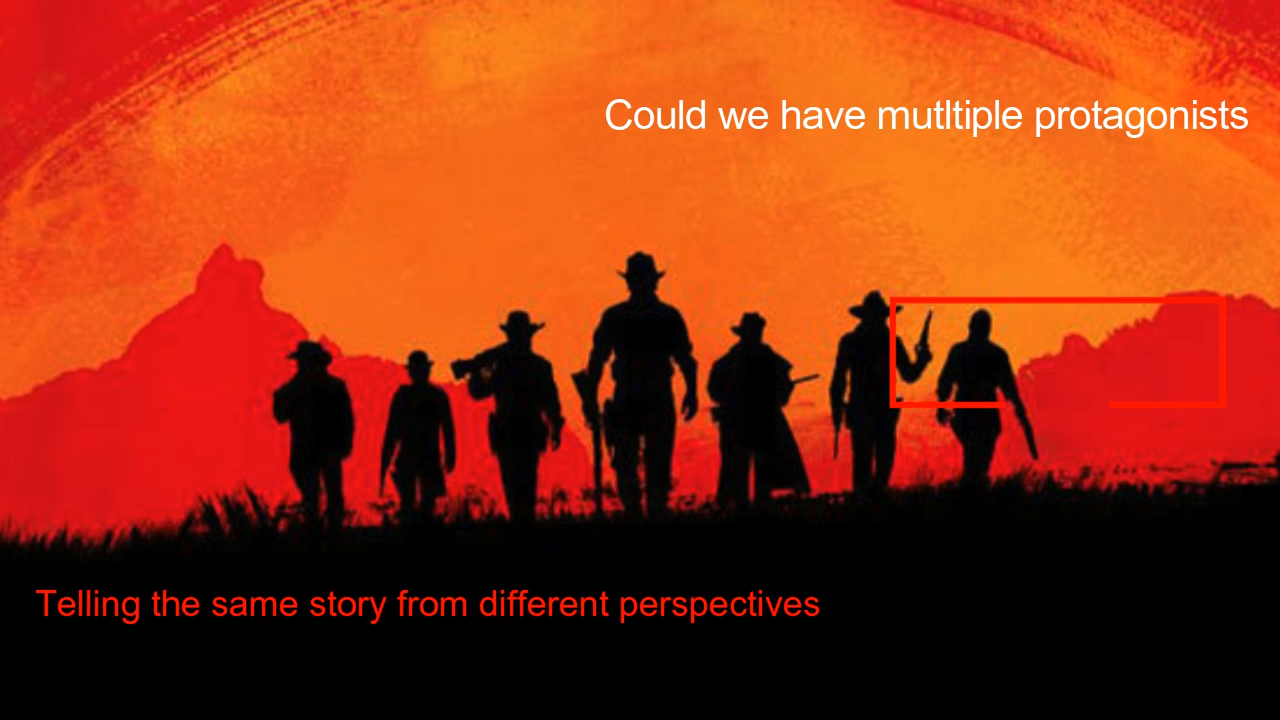 Could we have mutltiple protagonists
Telling the same story from different perspectives